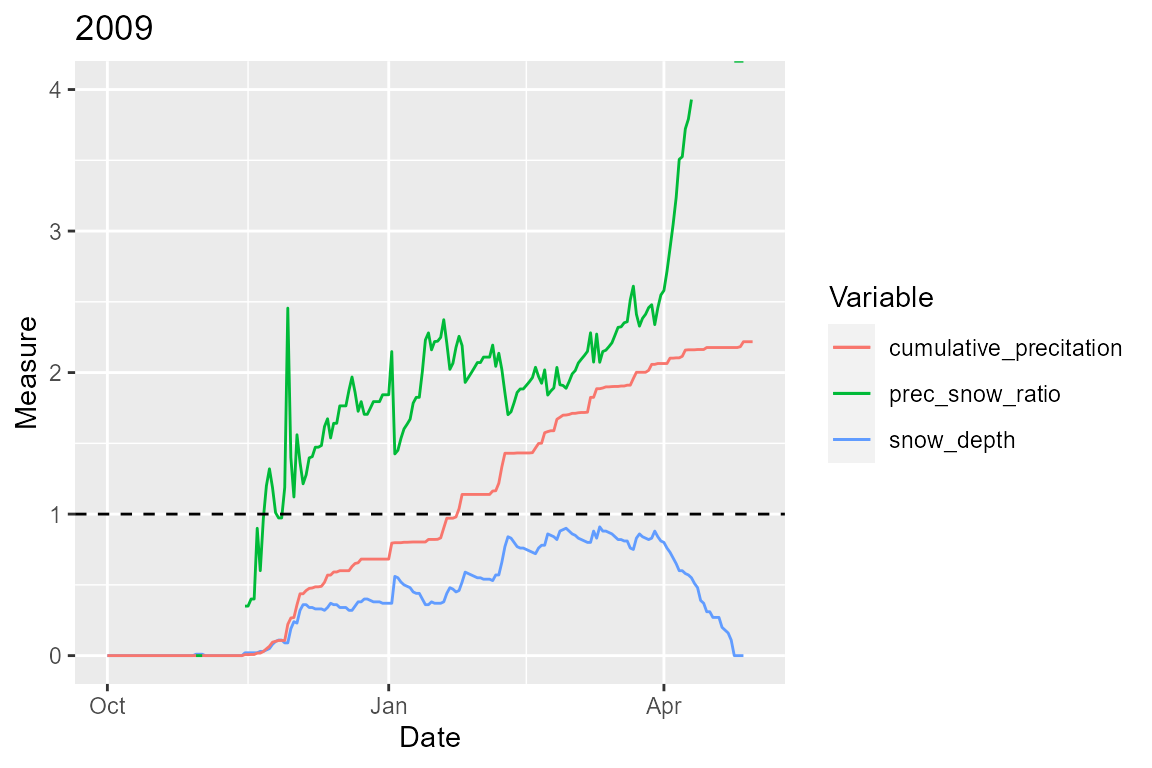 2009
4
3
2
1
0
Measure
Oct
Jan
Apr
Date
Variable
cumulative_precitation
prec_snow_ratio
snow_depth